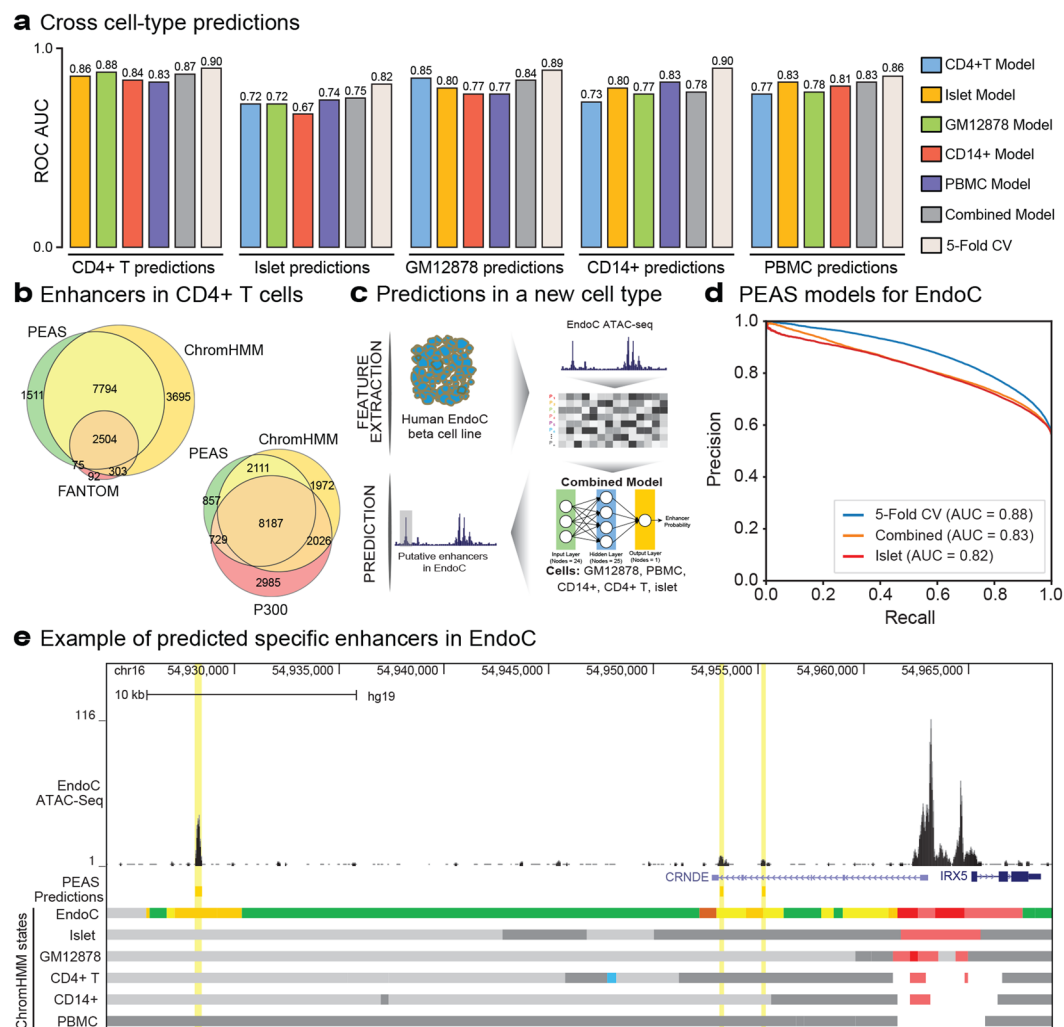 a Cross cell-type predictions
ROC AUC
1.0
0.0
0.86 0.88 0.84 0.83 0.87 0.90
0.72 0.72 0.67 0.74 0.75 0.82
0.85 0.80 0.77 0.77 0.84 0.89
0.73 0.80 0.77 0.83 0.78 0.90
0.77 0.83 0.78 0.81 0.83 0.86
CD4+ T predictions
Islet predictions
GM12878 predictions
CD14+ predictions
PBMC predictions
CD4+T Model
Islet Model
GM12878 Model
CD14+ Model
PBMC Model
Combined Model
5-Fold CV
b Enhancers in CD4+ T cells
PEAS
ChromHMM
1511
7794
3695
2504
75
92
303
FANTOM
ChromHMM
PEAS
2111
857
1972
8187
729
2026
2985
P300
c Predictions in a new cell type
FEATURE
EXTRACTION
Human EndoC
beta cell line
EndoC ATAC-seq
PREDICTION
Putative enhancers
in EndoC
Combined Model
Enhancer
Probability
Input Layer
(Nodes = 24)
Hidden Layer
(Nodes = 25)
Output Layer
(Nodes = 1)
Cells: GM12878, PBMC,
CD14+, CD4+ T, islet
d PEAS models for EndoC
Precision
1.0
0.8
0.6
0.4
0.2
0.0
5-Fold CV (AUC = 0.88)
Combined (AUC = 0.83)
Islet (AUC = 0.82)
0.0 0.2 0.4 0.6 0.8 1.0
Recall
e Example of predicted specific enhancers in EndoC
chr16 54,930,000 54,935,000 54,940,000 54,945,000 54,950,000 54,955,000 54,960,000 54,965,000
10 kb hg19
116
EndoC
ATAC-Seq
1
CRNDE IRX5
PEAS
Predictions
ChromHMM states
EndoC
Islet
GM12878
CD4+ T
CD14+
PBMC